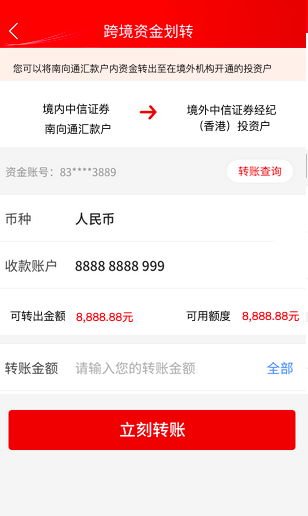 跨境资金划转
您可以将南向通汇款户内资金转出至在境外机构开通的投资户
境内中信证券
南向通汇款户
境外中信证券经纪
（香港）投资户
资金账号：83****3889
转账查询
币种 人民币
收款账户 8888 8888 999
可转出金额 8,888.88元 可用额度 8,888.88元
转账金额 请输入您的转账金额 全部
立刻转账